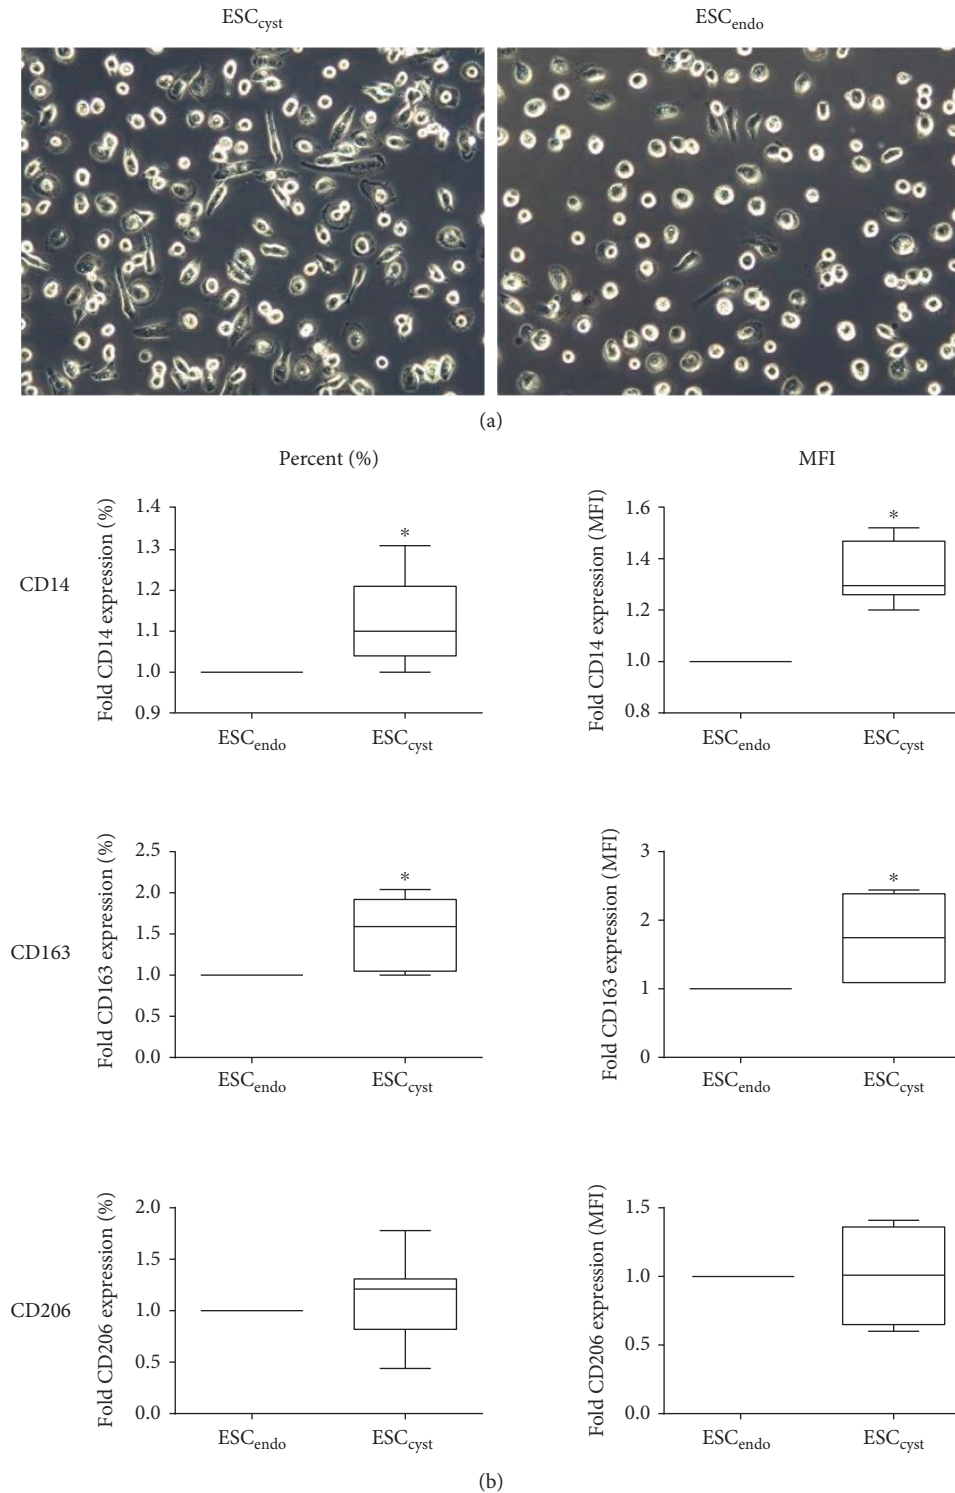 ESCcyst ESCendo
(a)
Percent (%) MFI
CD14
Fold CD14 expression (%)
1.4
1.3
1.2
1.1
1.0
0.9
*
ESCendo ESCcyst
Fold CD14 expression (MFI)
1.6
1.4
1.2
1.0
0.8
*
ESCendo ESCcyst
CD163
Fold CD163 expression (%)
2.5
2.0
1.5
1.0
0.5
0.0
*
ESCendo ESCcyst
Fold CD163 expression (MFI)
3
2
1
0
*
ESCendo ESCcyst
CD206
Fold CD206 expression (%)
2.0
1.5
1.0
0.5
0.0
ESCendo ESCcyst
Fold CD206 expression (MFI)
1.5
1.0
0.5
0.0
ESCendo ESCcyst
(b)